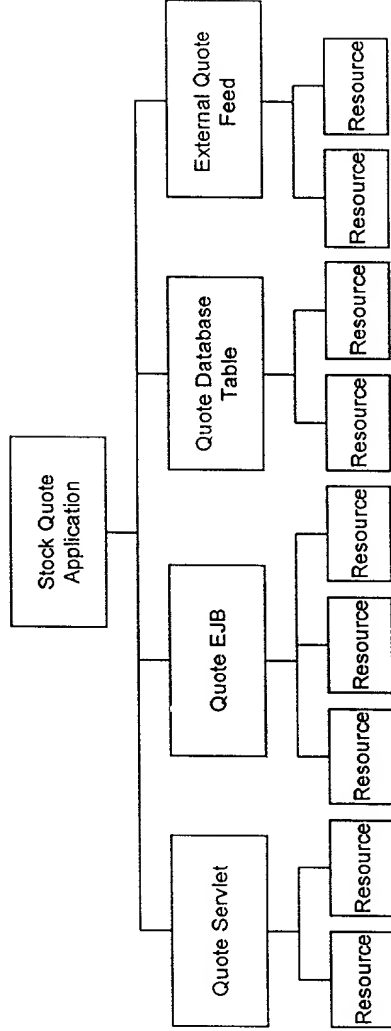 Stock Quote
Application
Quote Servlet
Quote EJB
Quote Database
Table
External Quote
Feed
Resource
Resource
Resource
Resource
Resource
Resource
Resource
Resource
Resource